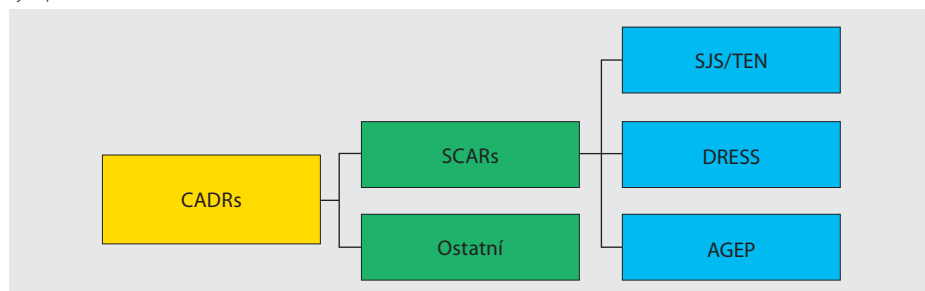 SJS/TEN
SCARs
DRESS
CADRs
Ostatní
AGEP